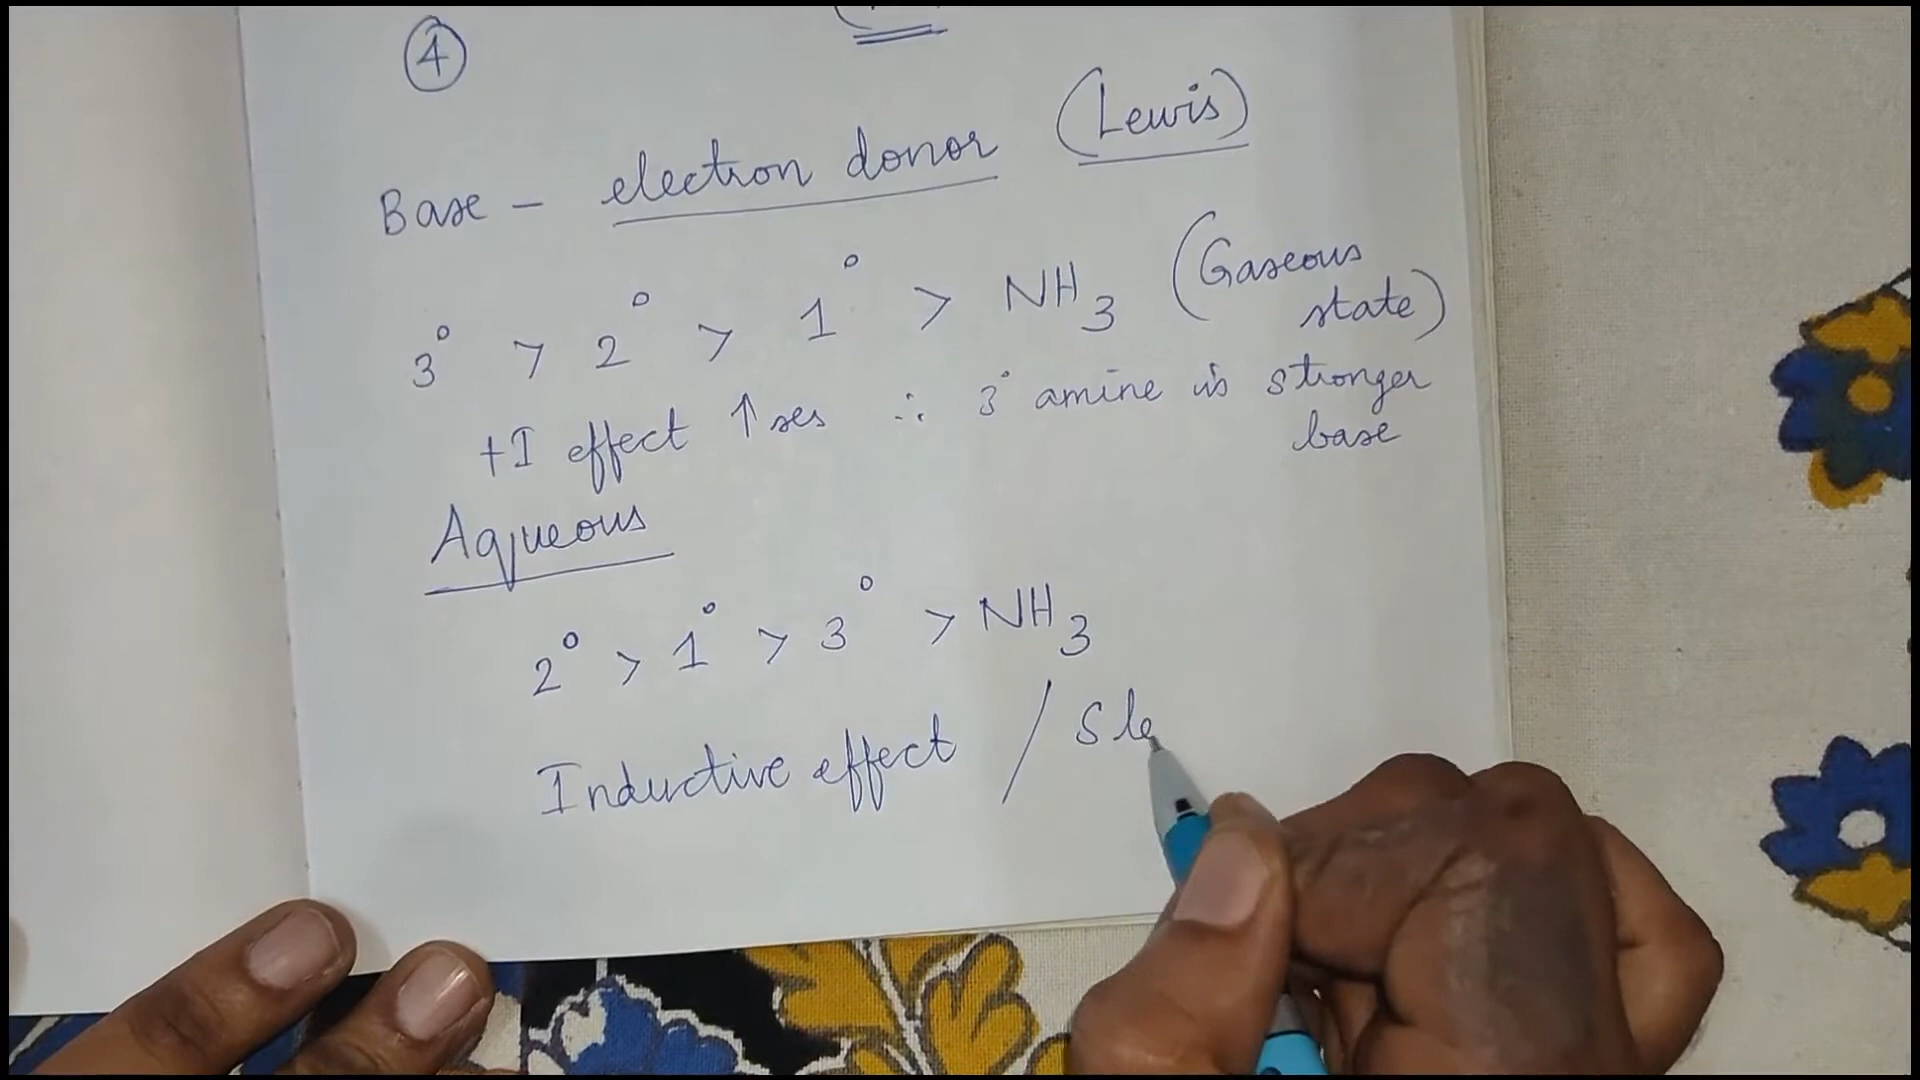 4
Base - electron donor (Lewis)
3° > 2° > 1° > NH3 (Gaseous
state)
+I effect ↑ses ∴ 3° amine is stronger
base
Aqueous
2° > 1° > 3° > NH3
Inductive effect / Ste